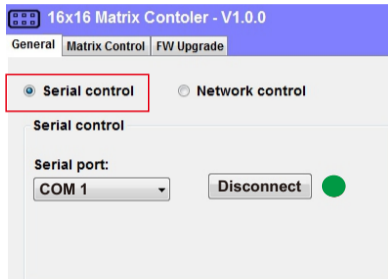 16x16 Matrix Contoler - V1.0.0
General Matrix Control FW Upgrade
Serial control Network control
Serial control
Serial port:
COM 1 Disconnect